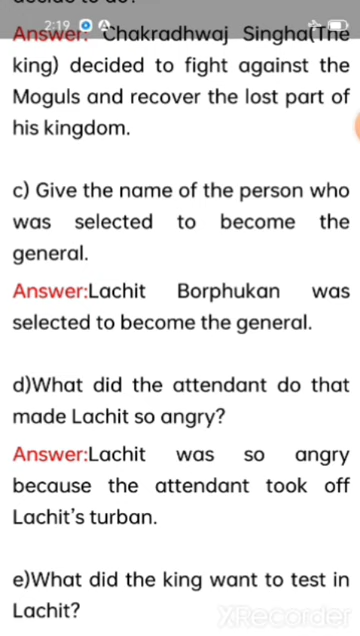 2:19
Answer: Chakradhwaj Singha(The
king) decided to fight against the
Moguls and recover the lost part of
his kingdom.
c) Give the name of the person who
was selected to become the
general.
Answer:Lachit Borphukan was
selected to become the general.
d)What did the attendant do that
made Lachit so angry?
Answer:Lachit was so angry
because the attendant took off
Lachit's turban.
e)What did the king want to test in
Lachit?
XRecorder